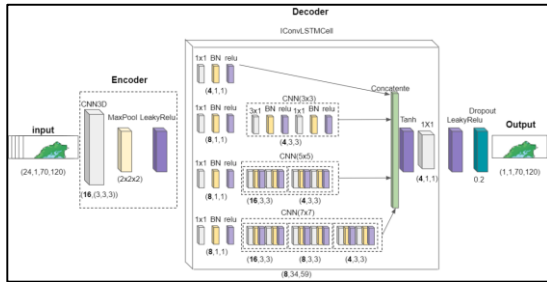 Decoder
IConvLSTMCell
1x1 BN relu
(4,1,1)
Encoder
CNN3D
MaxPool LeakyRelu
(2x2x2)
(16,(3,3,3))
input
(24,1,70,120)
1x1 BN relu
(8,1,1)
CNN(3x3)
3x1 BN relu 1x1 BN relu
(4,3,3)
1x1 BN relu
(8,1,1)
CNN(5x5)
(16,3,3) (4,3,3)
1x1 BN relu
(8,1,1)
CNN(7x7)
(16,3,3) (8,3,3) (4,3,3)
(8,34,59)
Concatente
Tanh 1X1
(4,1,1)
Dropout
LeakyRelu
0.2
Output
(1,1,70,120)